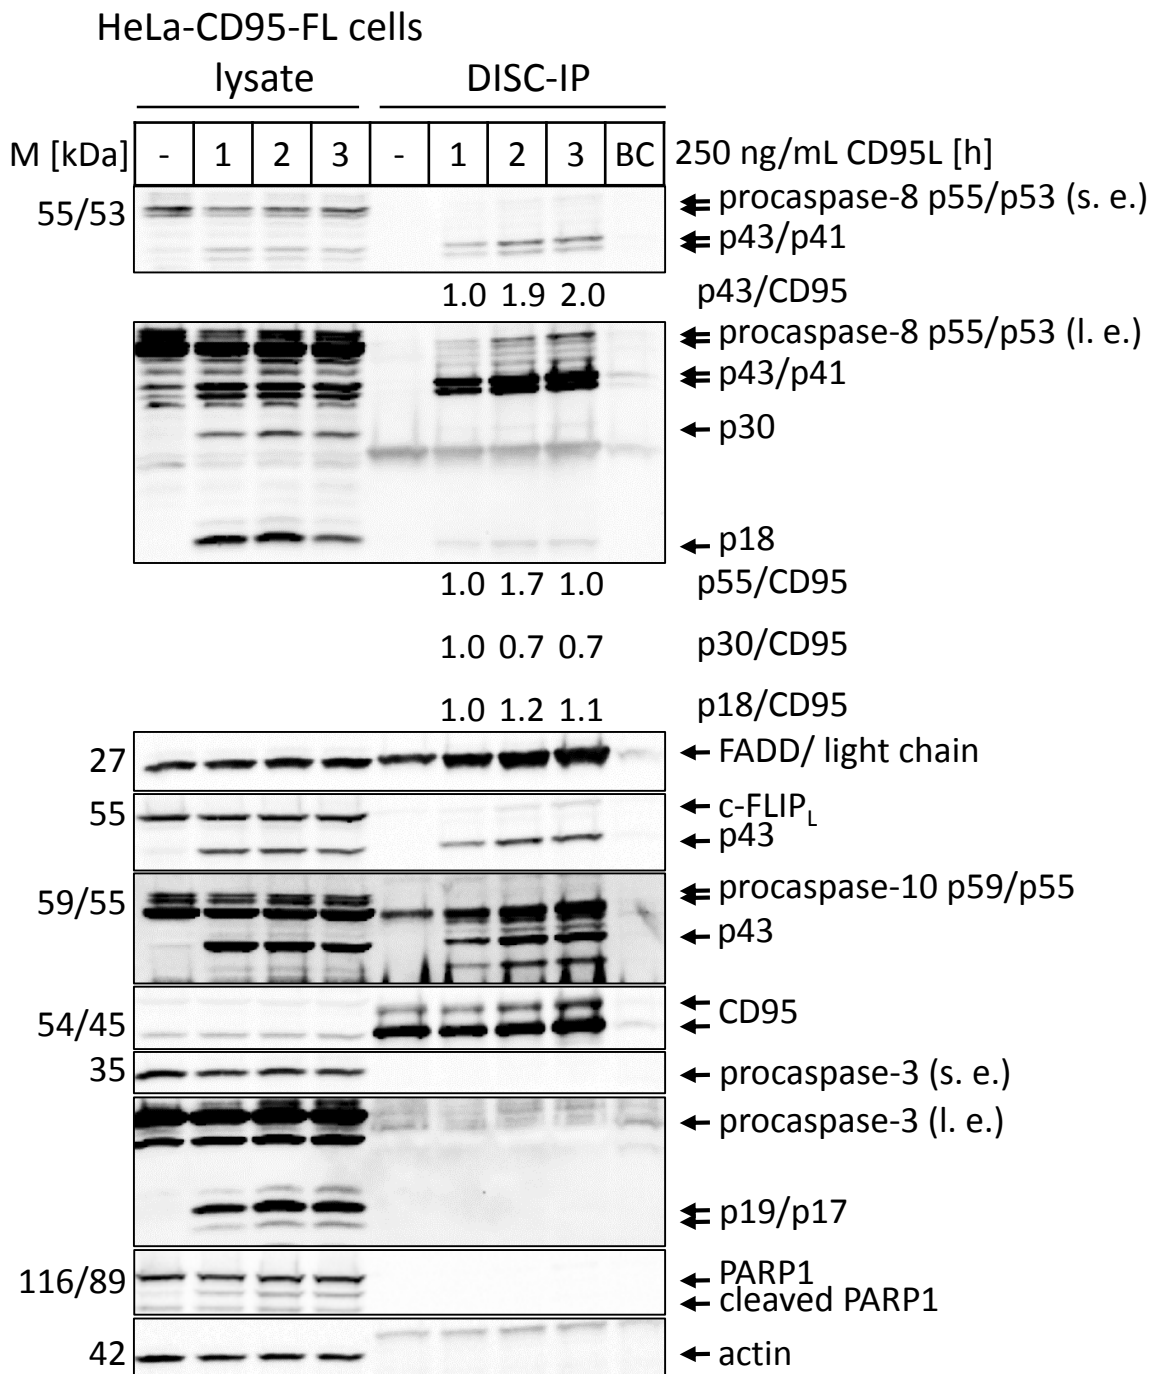 HeLa-CD95-FL cells
lysate DISC-IP
M [kDa] - 1 2 3 - 1 2 3 BC 250 ng/mL CD95L [h]
55/53 procaspase-8 p55/p53 (s. e.)
p43/p41
1.0 1.9 2.0 p43/CD95
procaspase-8 p55/p53 (l. e.)
p43/p41
p30
p18
1.0 1.7 1.0 p55/CD95
1.0 0.7 0.7 p30/CD95
1.0 1.2 1.1 p18/CD95
27 FADD/ light chain
55 c-FLIPL
p43
59/55 procaspase-10 p59/p55
p43
54/45 CD95
35 procaspase-3 (s. e.)
procaspase-3 (l. e.)
p19/p17
116/89 PARP1
cleaved PARP1
42 actin